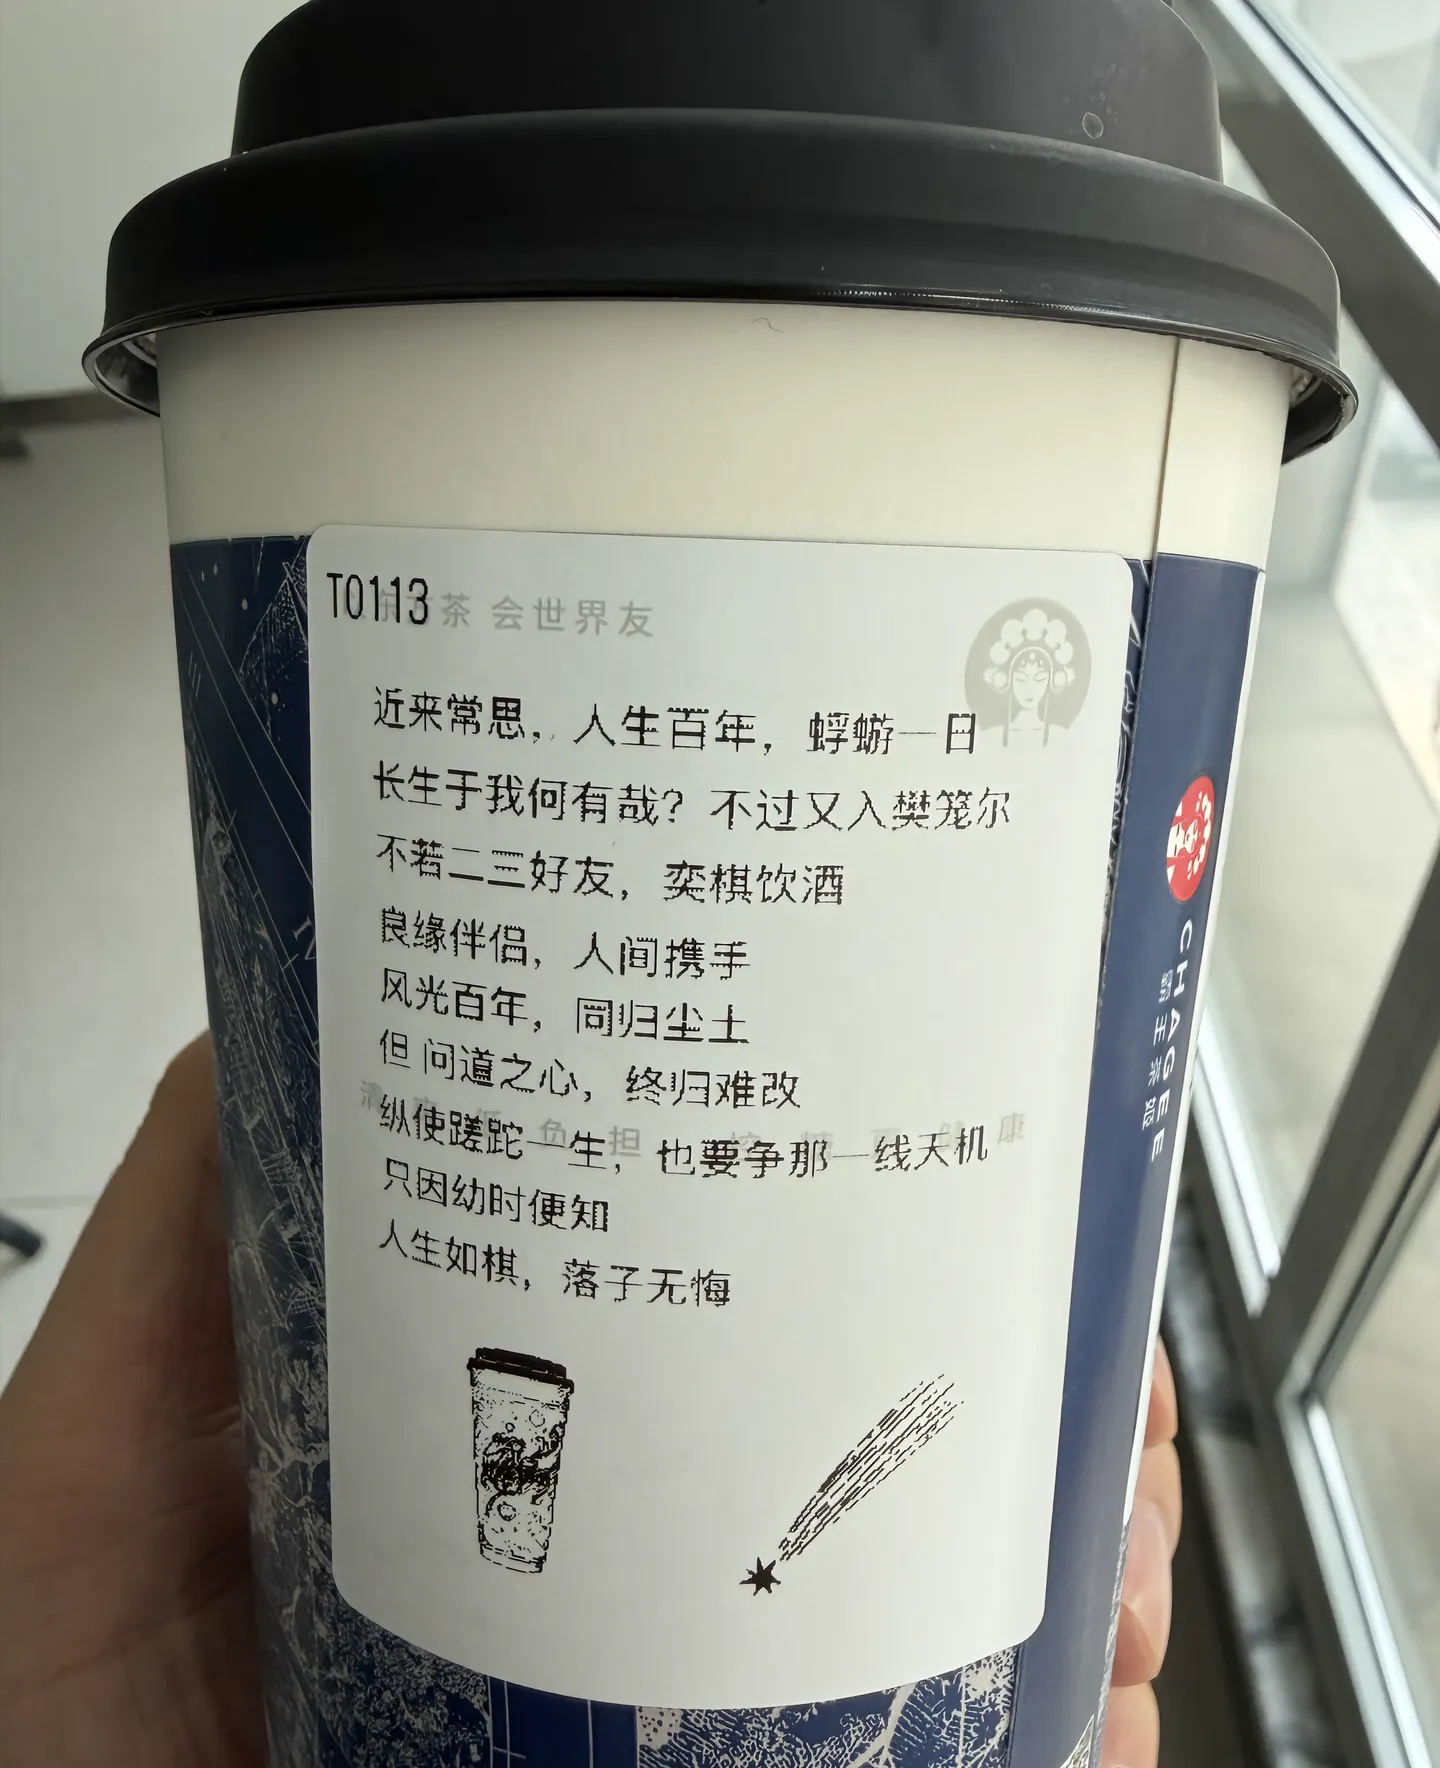 T0113
茶 会世界友
近来常思，人生百年，蜉蝣一日
长生于我何有哉？不过又入樊笼尔
不若二三好友，奕棋饮酒
良缘伴侣，人间携手
风光百年，同归尘土
但 问道之心，终归难改
纵使蹉跎一生，也要争那一线天机
只因幼时便知
人生如棋，落子无悔
负 担
健 康
CHAGEE
霸王茶姬